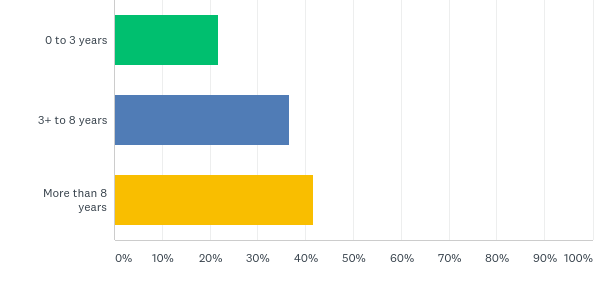 0 to 3 years
3+ to 8 years
More than 8
years
0% 10% 20% 30% 40% 50% 60% 70% 80% 90% 100%